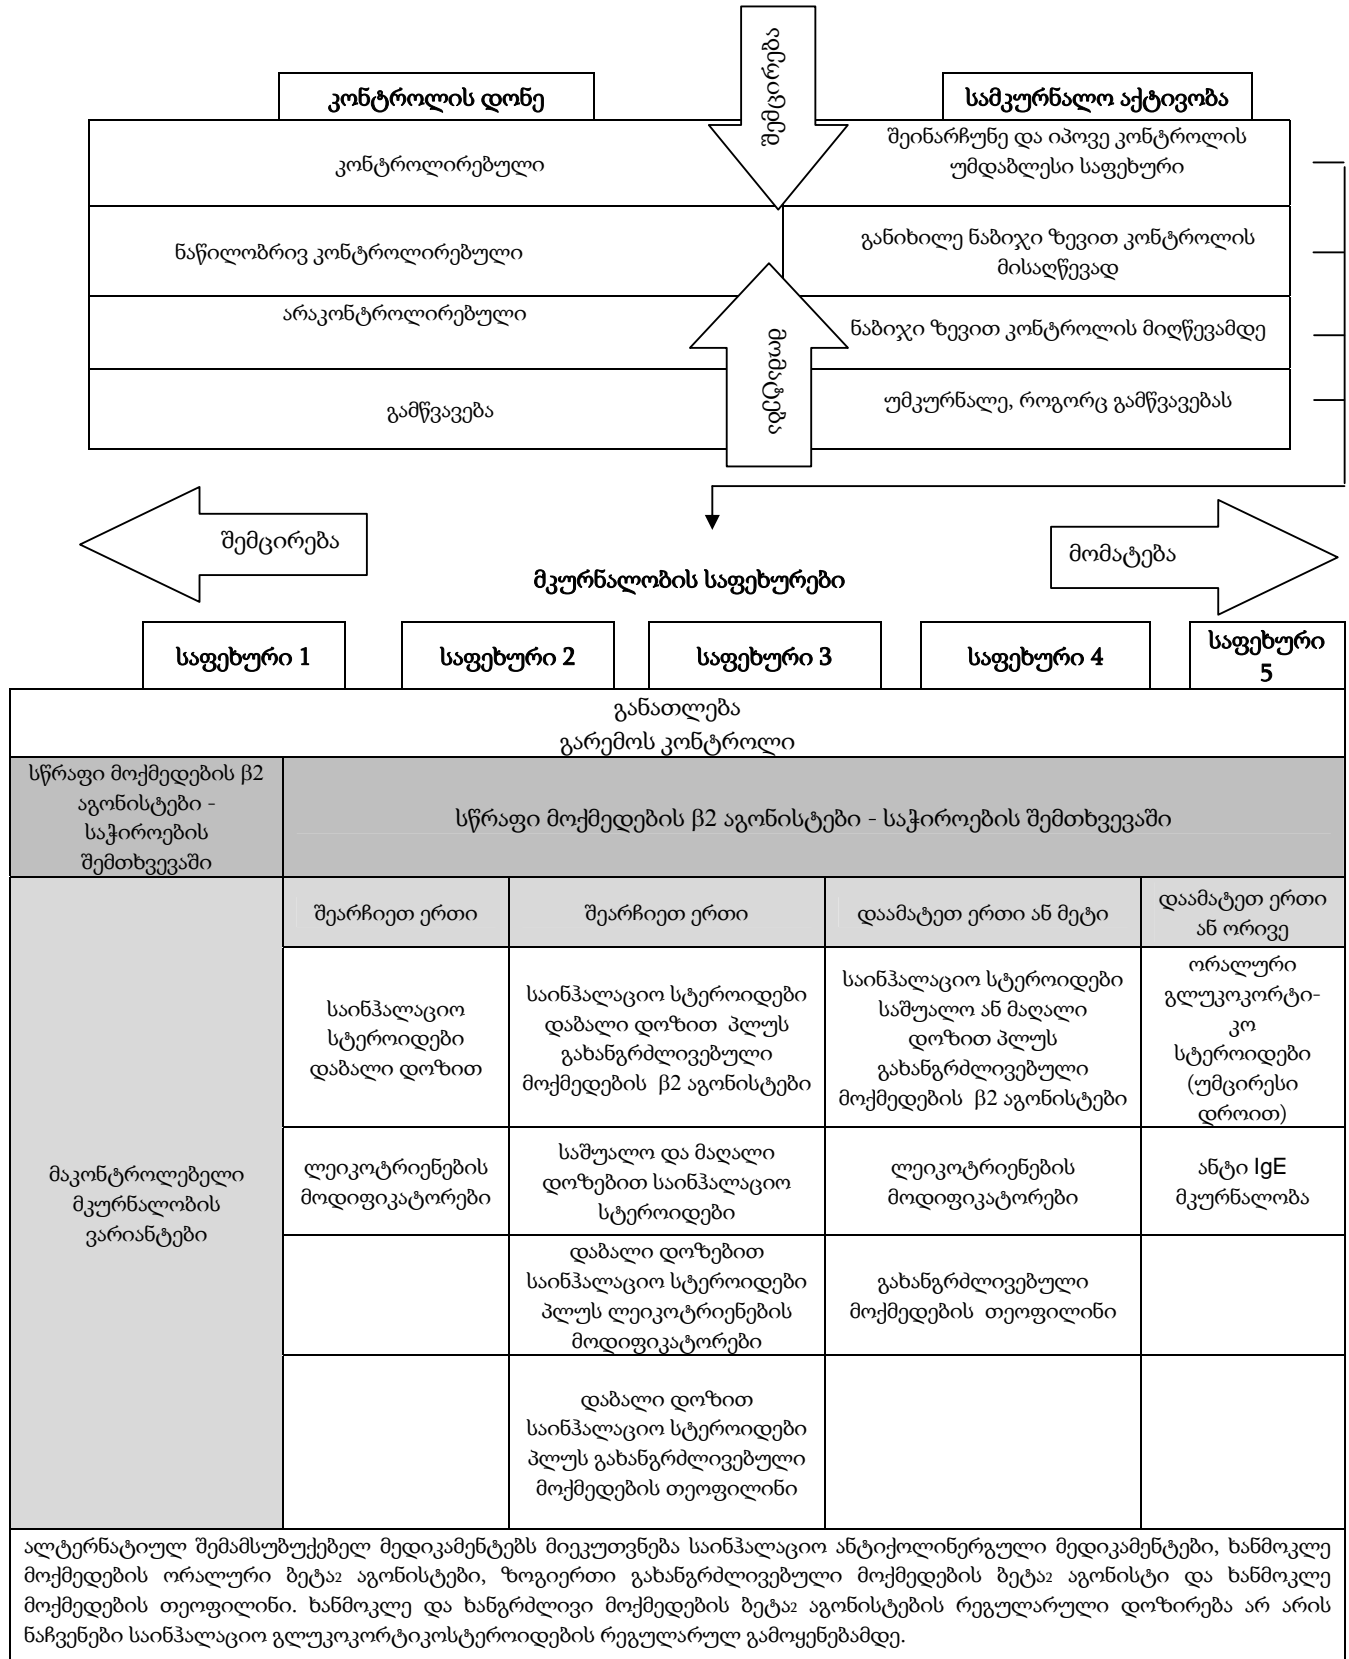 შემცირება
კონტროლის დონე
სამკურნალო აქტივობა
კონტროლირებული
შეინარჩუნე და იპოვე კონტროლის
უმდაბლესი საფეხური
ნაწილობრივ კონტროლირებული
განიხილე ნაბიჯი ზევით კონტროლის
მისაღწევად
არაკონტროლირებული
ნაბიჯი ზევით კონტროლის მიღწევამდე
გამწვავება
უმკურნალე, როგორც გამწვავებას
მომატება
შემცირება
მომატება
მკურნალობის საფეხურები
საფეხური 1
საფეხური 2
საფეხური 3
საფეხური 4
საფეხური
5
განათლება
გარემოს კონტროლი
სწრაფი მოქმედების β2
აგონისტები -
საჭიროების
შემთხვევაში
სწრაფი მოქმედების β2 აგონისტები - საჭიროების შემთხვევაში
მაკონტროლებელი
მკურნალობის
ვარიანტები
შეარჩიეთ ერთი
შეარჩიეთ ერთი
დაამატეთ ერთი ან მეტი
დაამატეთ ერთი
ან ორივე
საინჰალაციო
სტეროიდები
დაბალი დოზით
საინჰალაციო სტეროიდები
დაბალი დოზით პლუს
გახანგრძლივებული
მოქმედების β2 აგონისტები
საინჰალაციო სტეროიდები
საშუალო ან მაღალი
დოზით პლუს
გახანგრძლივებული
მოქმედების β2 აგონისტები
ორალური
გლუკოკორტი-
კო
სტეროიდები
(უმცირესი
დროით)
ლეიკოტრიენების
მოდიფიკატორები
საშუალო და მაღალი
დოზებით საინჰალაციო
სტეროიდები
ლეიკოტრიენების
მოდიფიკატორები
ანტი IgE
მკურნალობა
დაბალი დოზებით
საინჰალაციო სტეროიდები
პლუს ლეიკოტრიენების
მოდიფიკატორები
გახანგრძლივებული
მოქმედების თეოფილინი
დაბალი დოზით
საინჰალაციო სტეროიდები
პლუს გახანგრძლივებული
მოქმედების თეოფილინი
ალტერნატიულ შემამსუბუქებელ მედიკამენტებს მიეკუთვნება საინჰალაციო ანტიქოლინერგული მედიკამენტები, ხანმოკლე
მოქმედების ორალური ბეტა₂ აგონისტები, ზოგიერთი გახანგრძლივებული მოქმედების ბეტა₂ აგონისტი და ხანმოკლე
მოქმედების თეოფილინი. ხანმოკლე და ხანგრძლივი მოქმედების ბეტა₂ აგონისტების რეგულარული დოზირება არ არის
ნაჩვენები საინჰალაციო გლუკოკორტიკოსტეროიდების რეგულარულ გამოყენებამდე.